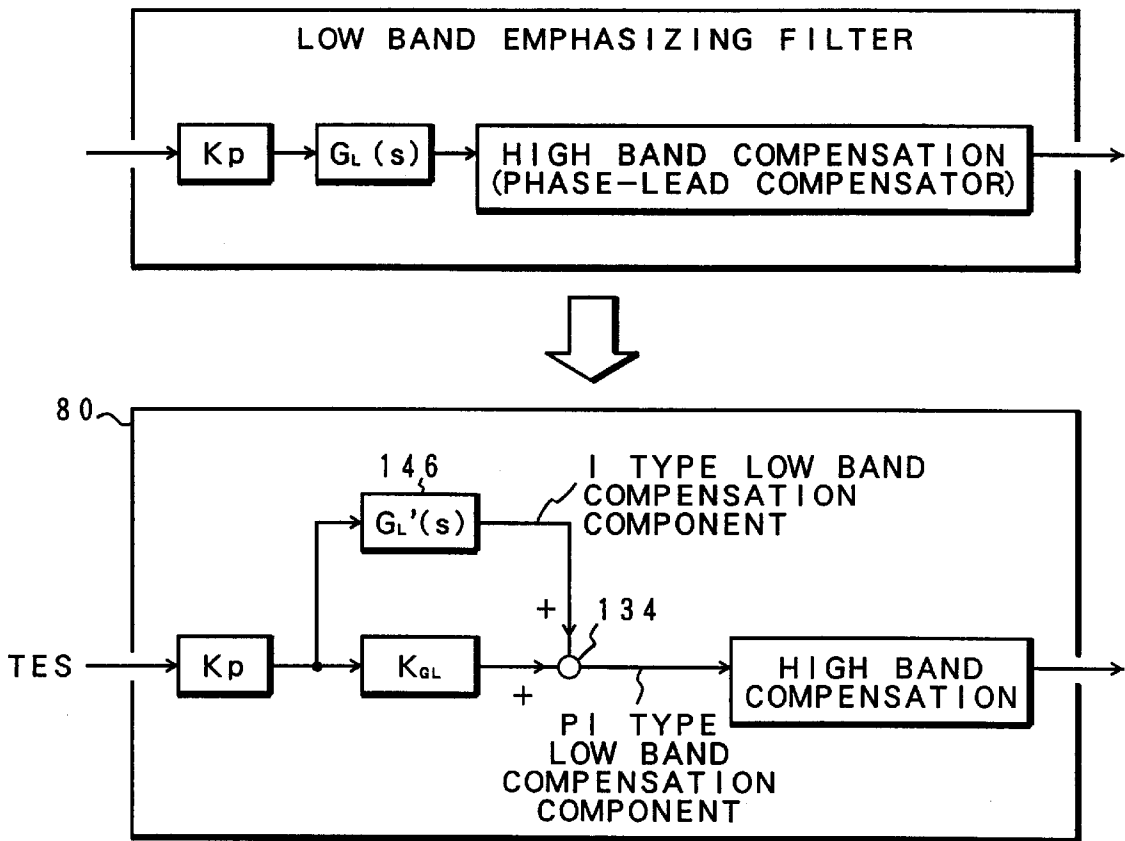 LOW BAND EMPHASIZING FILTER
Kp
GL(s)
HIGH BAND COMPENSATION
(PHASE-LEAD COMPENSATOR)
80
146
I TYPE LOW BAND
COMPENSATION
COMPONENT
GL'(s)
+
134
TES
Kp
KGL
+
HIGH BAND
COMPENSATION
PI TYPE
LOW BAND
COMPENSATION
COMPONENT